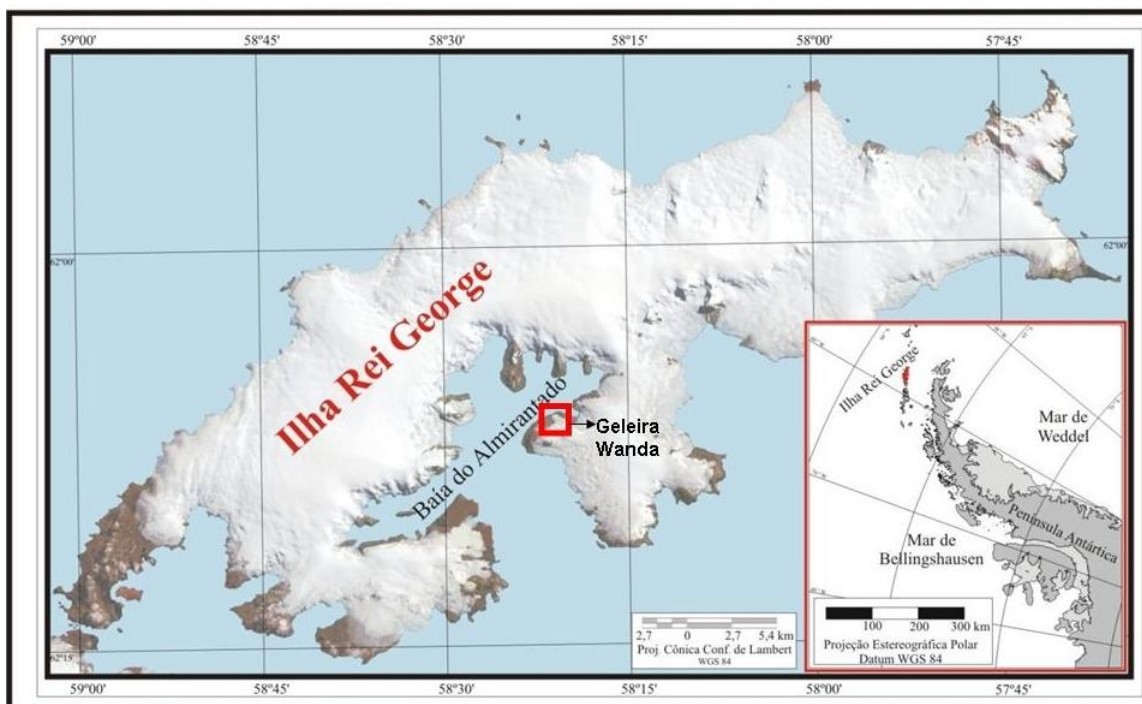 59°00'
58°45'
58°30'
58°15'
58°00'
57°45'
62°00'
62°00'
Ilha Rei George
Baia do Almirantado
Geleira
Wanda
62°15'
2,7 0 2,7 5,4 km
Proj. Cônica Conf. de Lambert
WGS 84
Ilha Rei George
Mar de
Weddel
Península Antártica
Mar de
Bellingshausen
100 200 300 km
Projeção Estereográfica Polar
Datum WGS 84
59°00'
58°45'
58°30'
58°15'
58°00'
57°45'